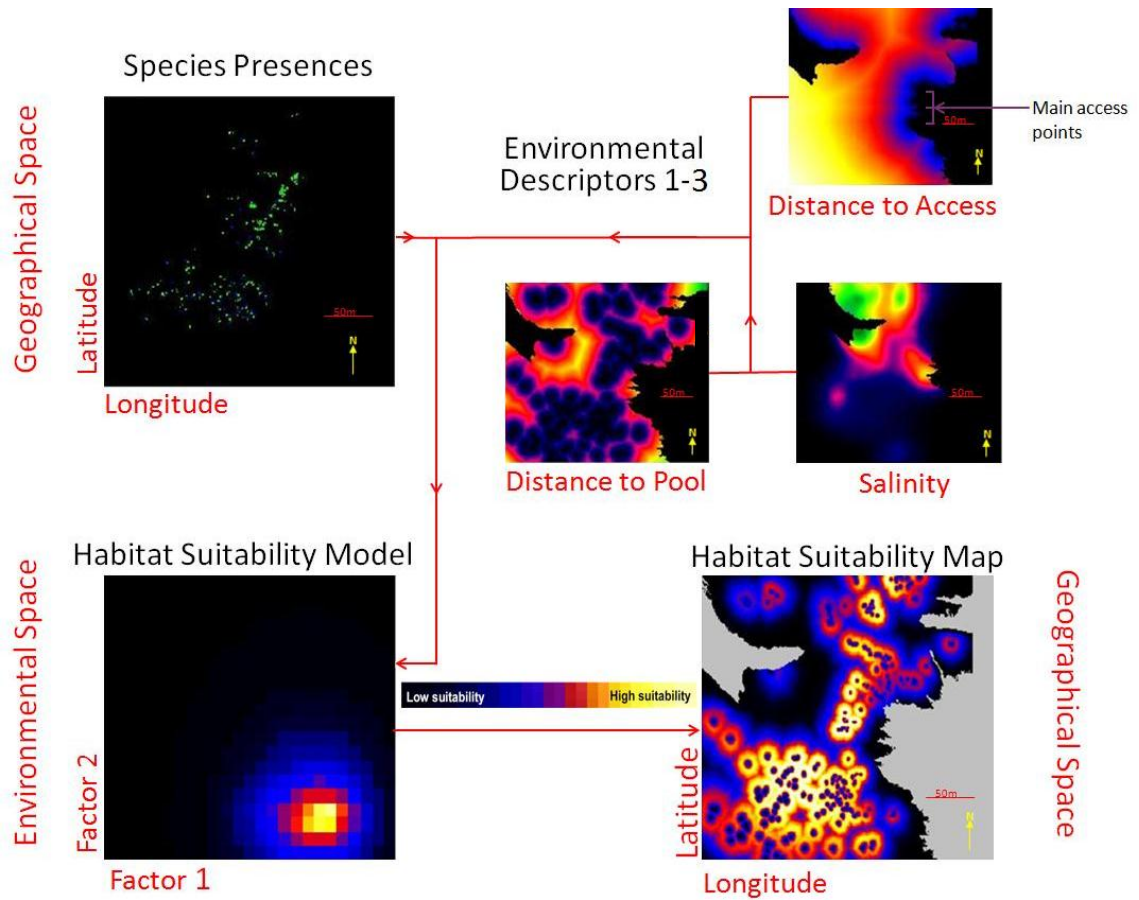 Species Presences
Geographical Space
Latitude
Longitude
50m
N
Environmental
Descriptors 1-3
50m
N
Main access
points
Distance to Access
50m
N
Distance to Pool
50m
N
Salinity
Habitat Suitability Model
Environmental Space
Factor 2
Factor 1
Low suitability
High suitability
Habitat Suitability Map
Geographical Space
Latitude
Longitude
50m
N